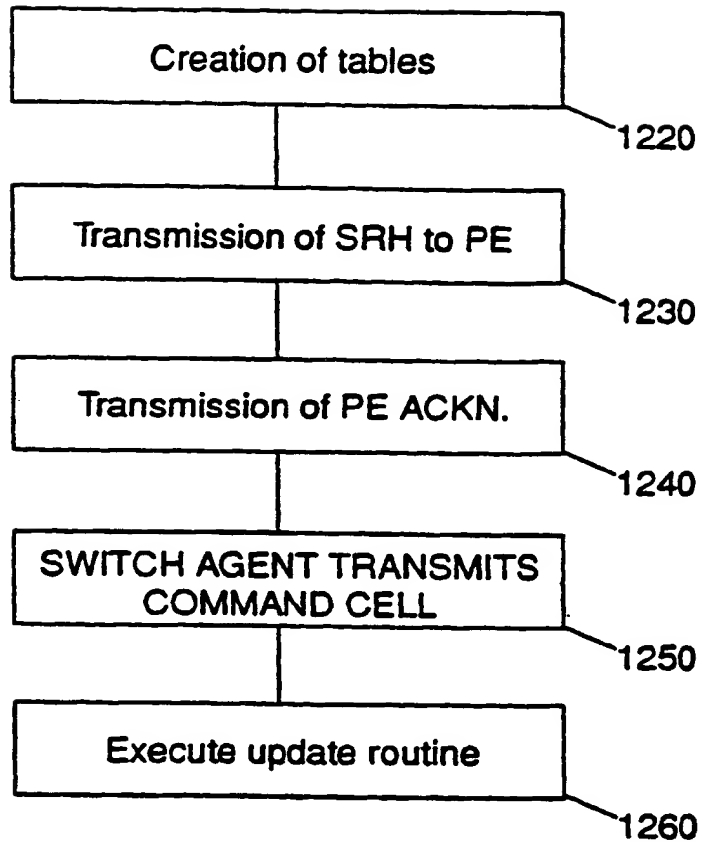 Creation of tables
1220
Transmission of SRH to PE
1230
Transmission of PE ACKN.
1240
SWITCH AGENT TRANSMITS
COMMAND CELL
1250
Execute update routine
1260